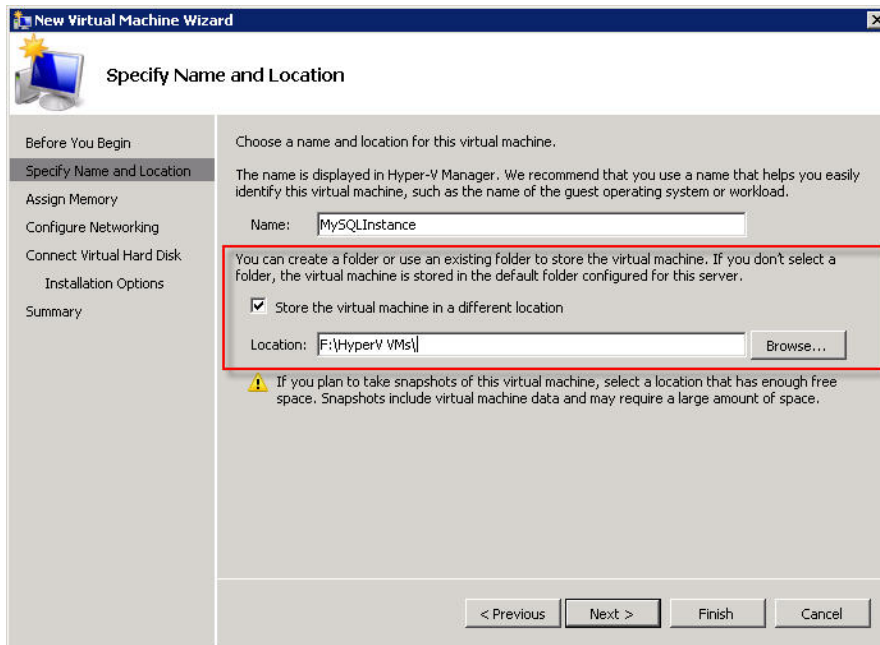 New Virtual Machine Wizard
Specify Name and Location
Before You Begin
Specify Name and Location
Assign Memory
Configure Networking
Connect Virtual Hard Disk
Installation Options
Summary
Choose a name and location for this virtual machine.
The name is displayed in Hyper-V Manager. We recommend that you use a name that helps you easily
identify this virtual machine, such as the name of the guest operating system or workload.
Name: MySQLInstance
You can create a folder or use an existing folder to store the virtual machine. If you don't select a
folder, the virtual machine is stored in the default folder configured for this server.
Store the virtual machine in a different location
Location: F:\HyperV VMs\
Browse...
If you plan to take snapshots of this virtual machine, select a location that has enough free
space. Snapshots include virtual machine data and may require a large amount of space.
< Previous
Next >
Finish
Cancel